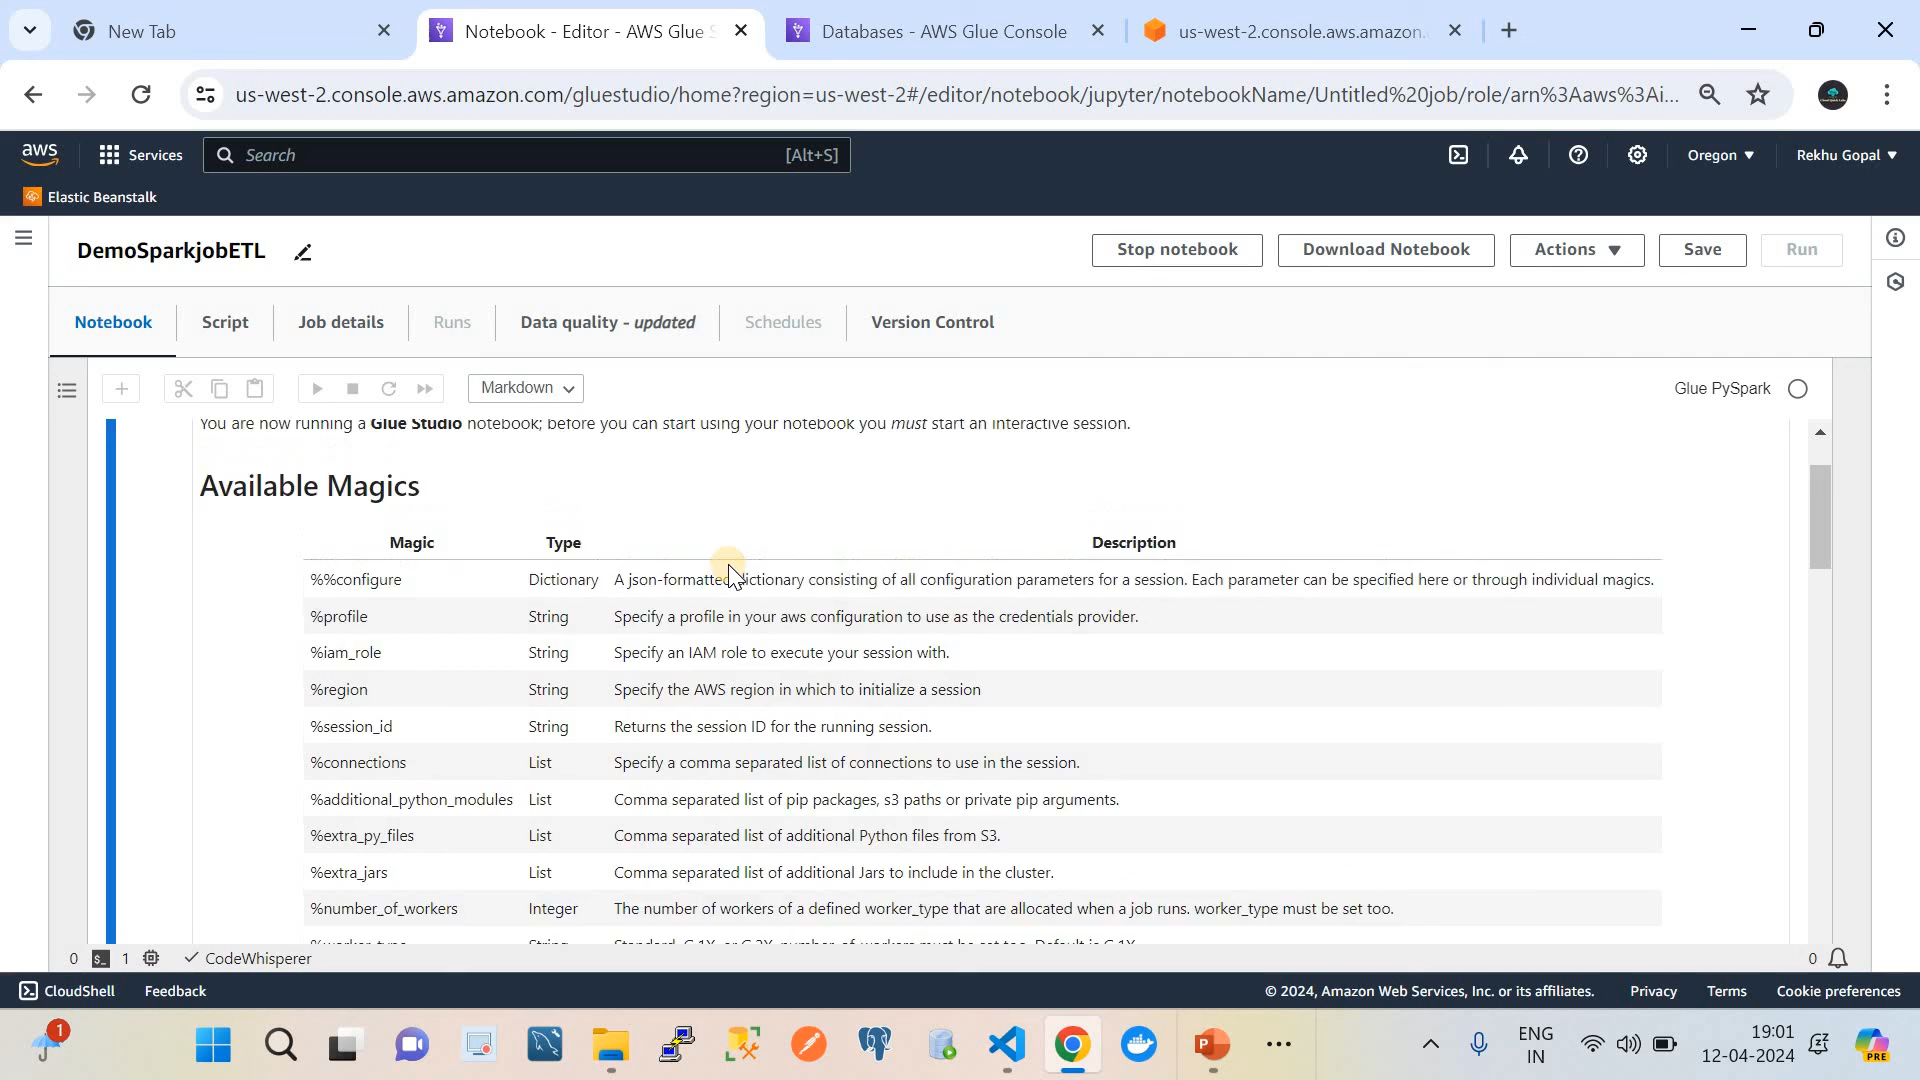 New Tab
Notebook - Editor - AWS Glue S
Databases - AWS Glue Console
us-west-2.console.aws.amazon.
us-west-2.console.aws.amazon.com/gluestudio/home?region=us-west-2#/editor/notebook/jupyter/notebookName/Untitled%20job/role/arn%3Aaws%3Ai...
aws
Services
Search
[Alt+S]
Oregon
Rekhu Gopal
Elastic Beanstalk
DemoSparkjobETL
Stop notebook
Download Notebook
Actions
Save
Run
Notebook
Script
Job details
Runs
Data quality - updated
Schedules
Version Control
Markdown
Glue PySpark
You are now running a Glue Studio notebook; before you can start using your notebook you must start an interactive session.
Available Magics
Magic Type Description
%%configure Dictionary A json-formatted dictionary consisting of all configuration parameters for a session. Each parameter can be specified here or through individual magics.
%profile String Specify a profile in your aws configuration to use as the credentials provider.
%iam_role String Specify an IAM role to execute your session with.
%region String Specify the AWS region in which to initialize a session
%session_id String Returns the session ID for the running session.
%connections List Specify a comma separated list of connections to use in the session.
%additional_python_modules List Comma separated list of pip packages, s3 paths or private pip arguments.
%extra_py_files List Comma separated list of additional Python files from S3.
%extra_jars List Comma separated list of additional Jars to include in the cluster.
%number_of_workers Integer The number of workers of a defined worker_type that are allocated when a job runs. worker_type must be set too.
0
1
CodeWhisperer
0
CloudShell
Feedback
© 2024, Amazon Web Services, Inc. or its affiliates.
Privacy
Terms
Cookie preferences
1
ENG
IN
19:01
12-04-2024
PRE